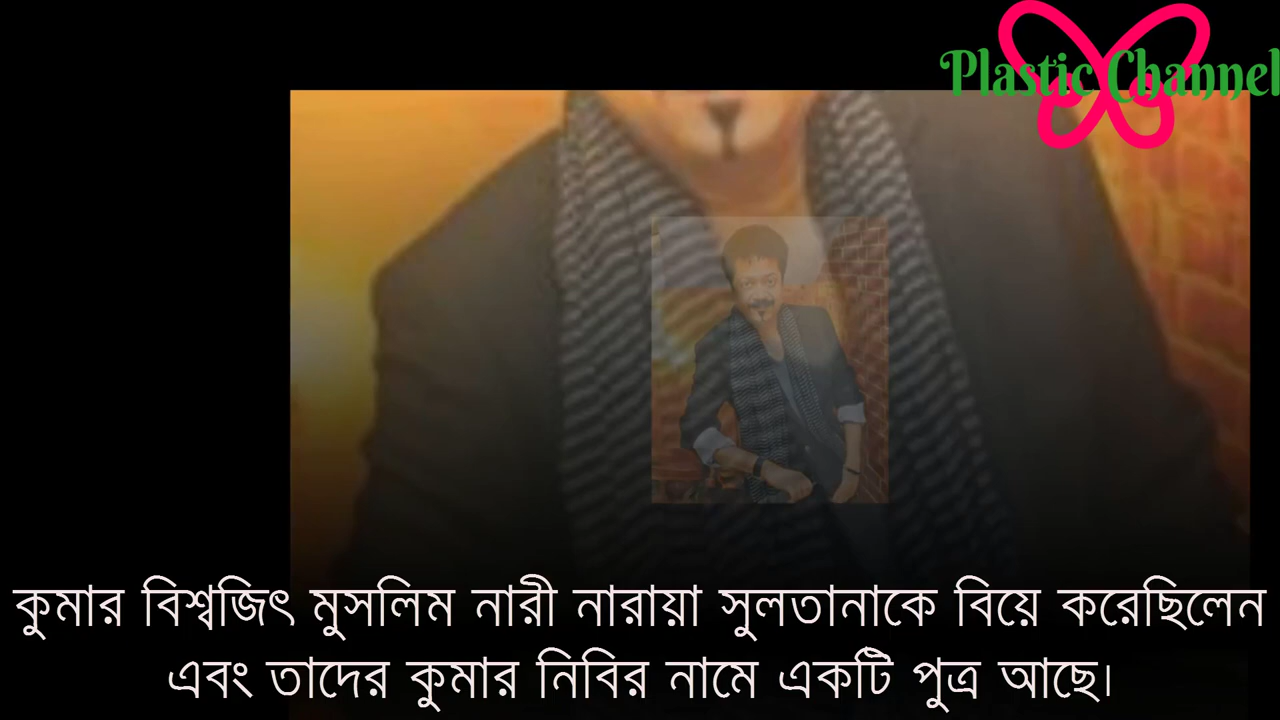 Plastic Channel
কুমার বিশ্বজিৎ মুসলিম নারী নারায়া সুলতানাকে বিয়ে করেছিলেন
এবং তাদের কুমার নিবির নামে একটি পুত্র আছে।